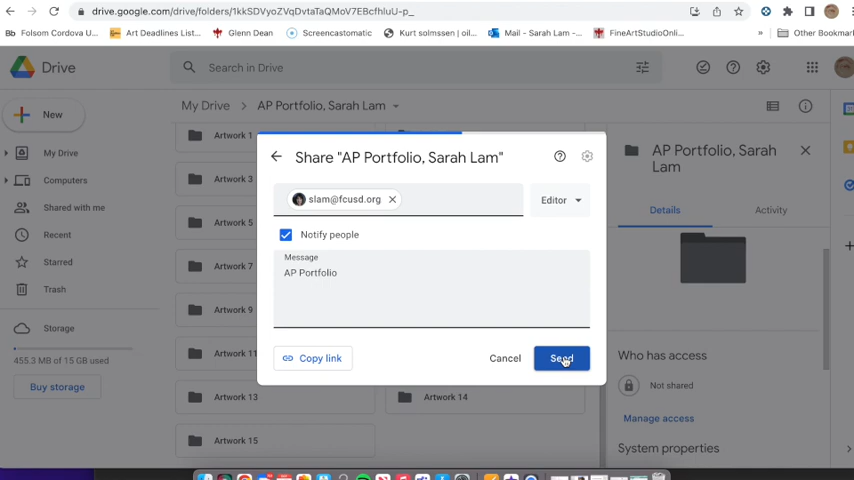 drive.google.com/drive/folders/1kkSDVyoZVqDvtaTaQMoV7EBcfhluU-p_
Folsom Cordova U... Art Deadlines List... Glenn Dean Screencastomatic Kurt solmssen | oil... Mail - Sarah Lam -... FineArtStudioOnli... » Other Bookmar
Drive
Search in Drive
New
My Drive
Computers
Shared with me
Recent
Starred
Trash
Storage
455.3 MB of 15 GB used
Buy storage
My Drive > AP Portfolio, Sarah Lam
Artwork 1
Artwork 3
Artwork 5
Artwork 7
Artwork 9
Artwork 11
Artwork 13
Artwork 14
Artwork 15
Share "AP Portfolio, Sarah Lam"
slam@fcusd.org
Editor
Notify people
Message
AP Portfolio
Copy link
Cancel
Send
AP Portfolio, Sarah
Lam
Details
Activity
Who has access
Not shared
Manage access
System properties